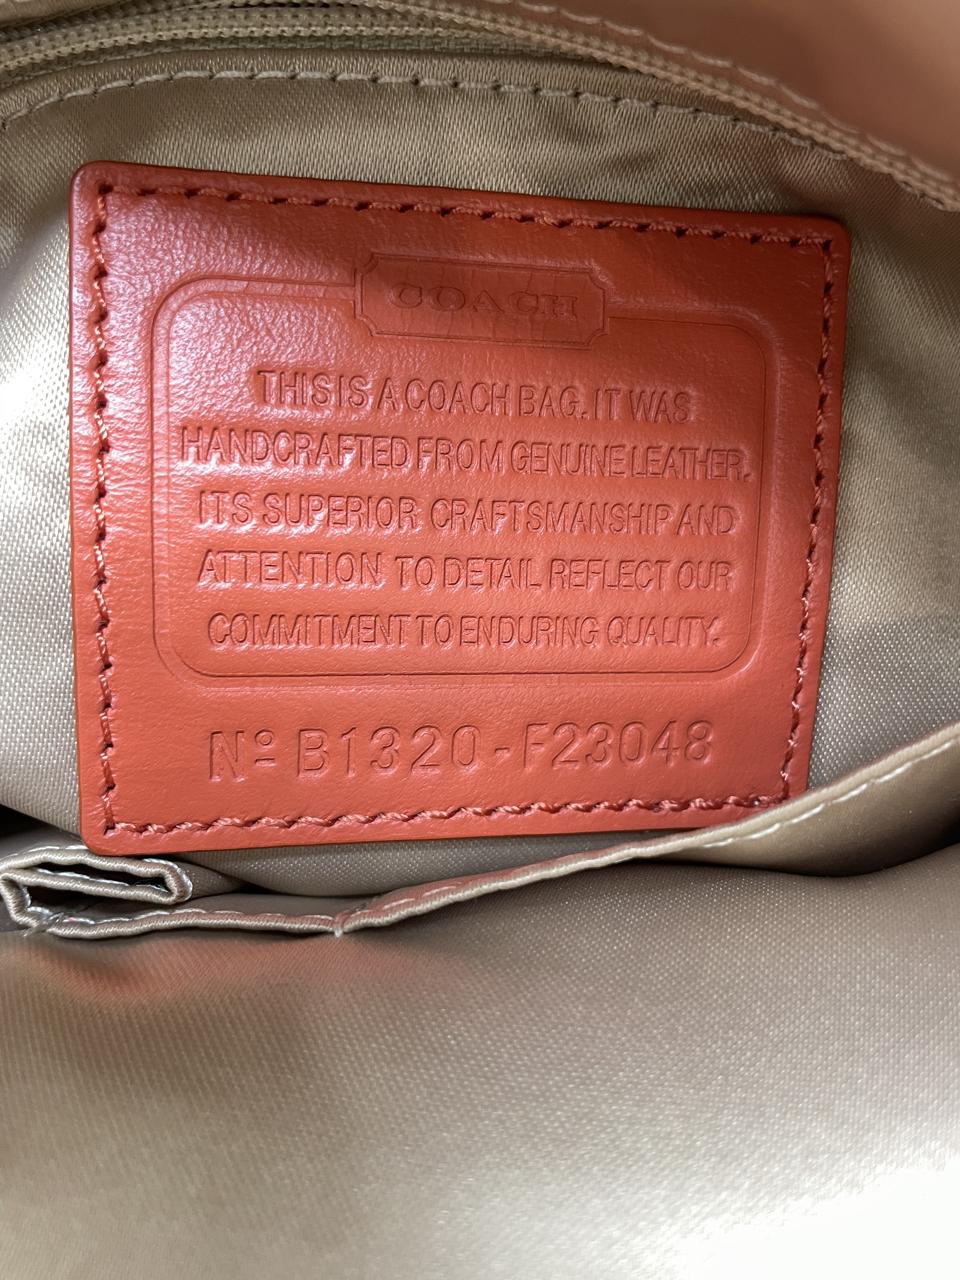 COACH
THIS IS A COACH BAG. IT WAS
HANDCRAFTED FROM GENUINE LEATHER.
ITS SUPERIOR CRAFTSMANSHIP AND
ATTENTION TO DETAIL REFLECT OUR
COMMITMENT TO ENDURING QUALITY.
Nº B1320-F23048